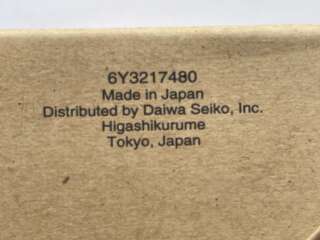 6Y3217480
Made in Japan
Distributed by Daiwa Seiko, Inc.
Higashikurume
Tokyo, Japan